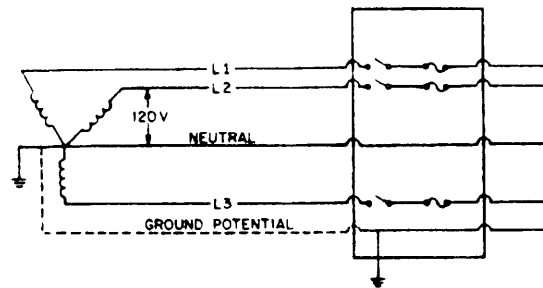 L1
L2
120V
NEUTRAL
L3
GROUND POTENTIAL